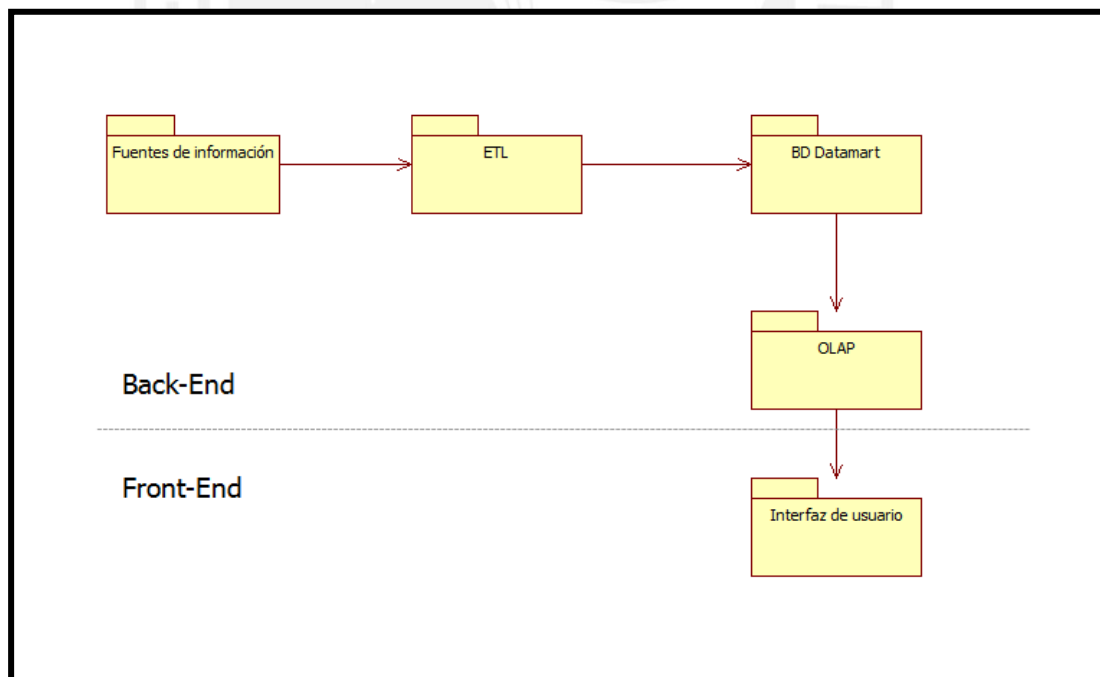 Fuentes de información
ETL
BD Datamart
OLAP
Back-End
Front-End
Interfaz de usuario